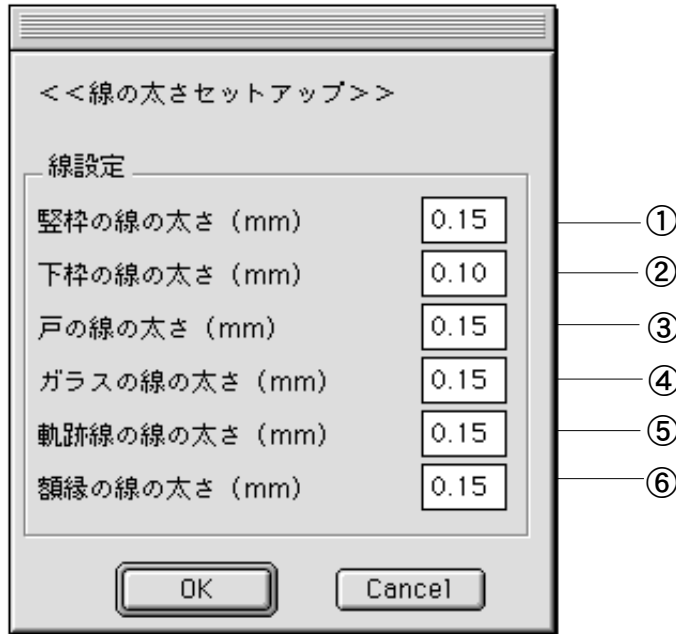 <<線の太さセットアップ>>
線設定
竪枠の線の太さ (mm) 0.15 ①
下枠の線の太さ (mm) 0.10 ②
戸の線の太さ (mm) 0.15 ③
ガラスの線の太さ (mm) 0.15 ④
軌跡線の線の太さ (mm) 0.15 ⑤
額縁の線の太さ (mm) 0.15 ⑥
OK Cancel